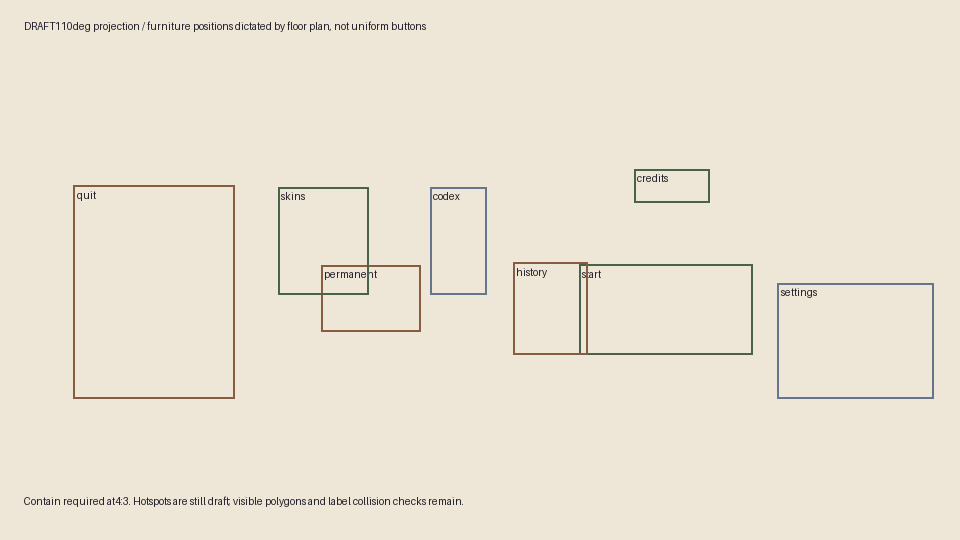 DRAFT110deg projection / furniture positions dictated by floor plan, not uniform buttons
credits
quit
skins
codex
permanent
history
start
settings
Contain required at4:3. Hotspots are still draft; visible polygons and label collision checks remain.